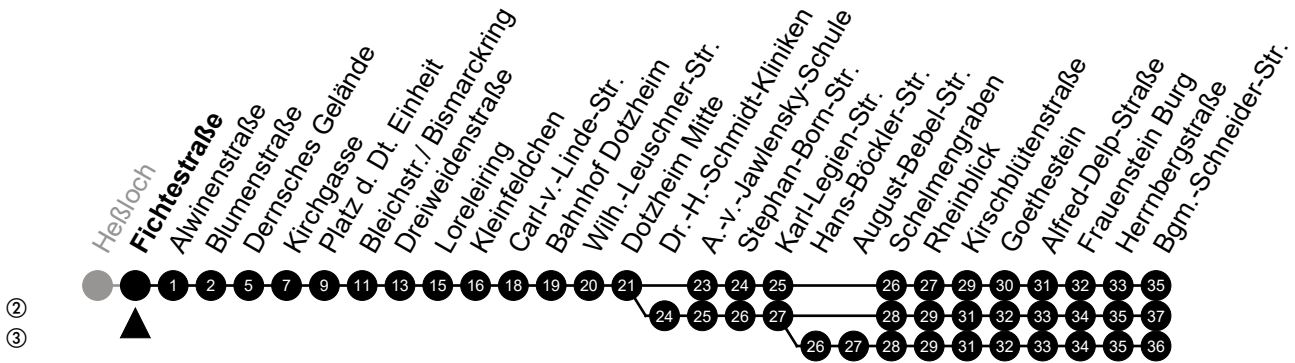 Heßloch
Fichtestraße
Alwinenstraße
Blumenstraße
Dernsches Gelände
Kirchgasse
Platz d. Dt. Einheit
Bleichstr./ Bismarckring
Dreiweidenstraße
Loreleiring
Kleinfeldchen
Carl-v.-Linde-Str.
Bahnhof Dotzheim
Wilh.-Leuschner-Str.
Dotzheim Mitte
Dr.-H.-Schmidt-Kliniken
A.-v.-Jawlensky-Schule
Stephan-Born-Str.
Karl-Legien-Str.
Hans-Böckler-Str.
August-Bebel-Str.
Schelmengraben
Rheinblick
Kirschblütenstraße
Goethestein
Alfred-Delp-Straße
Frauenstein Burg
Herrnbergstraße
Bgm.-Schneider-Str.
1 2 5 7 9 11 13 15 16 18 19 20 21 23 24 25 26 27 29 30 31 32 33 35
② 24 25 26 27 28 29 31 32 33 34 35 37
③ 26 27 28 29 31 32 33 34 35 36